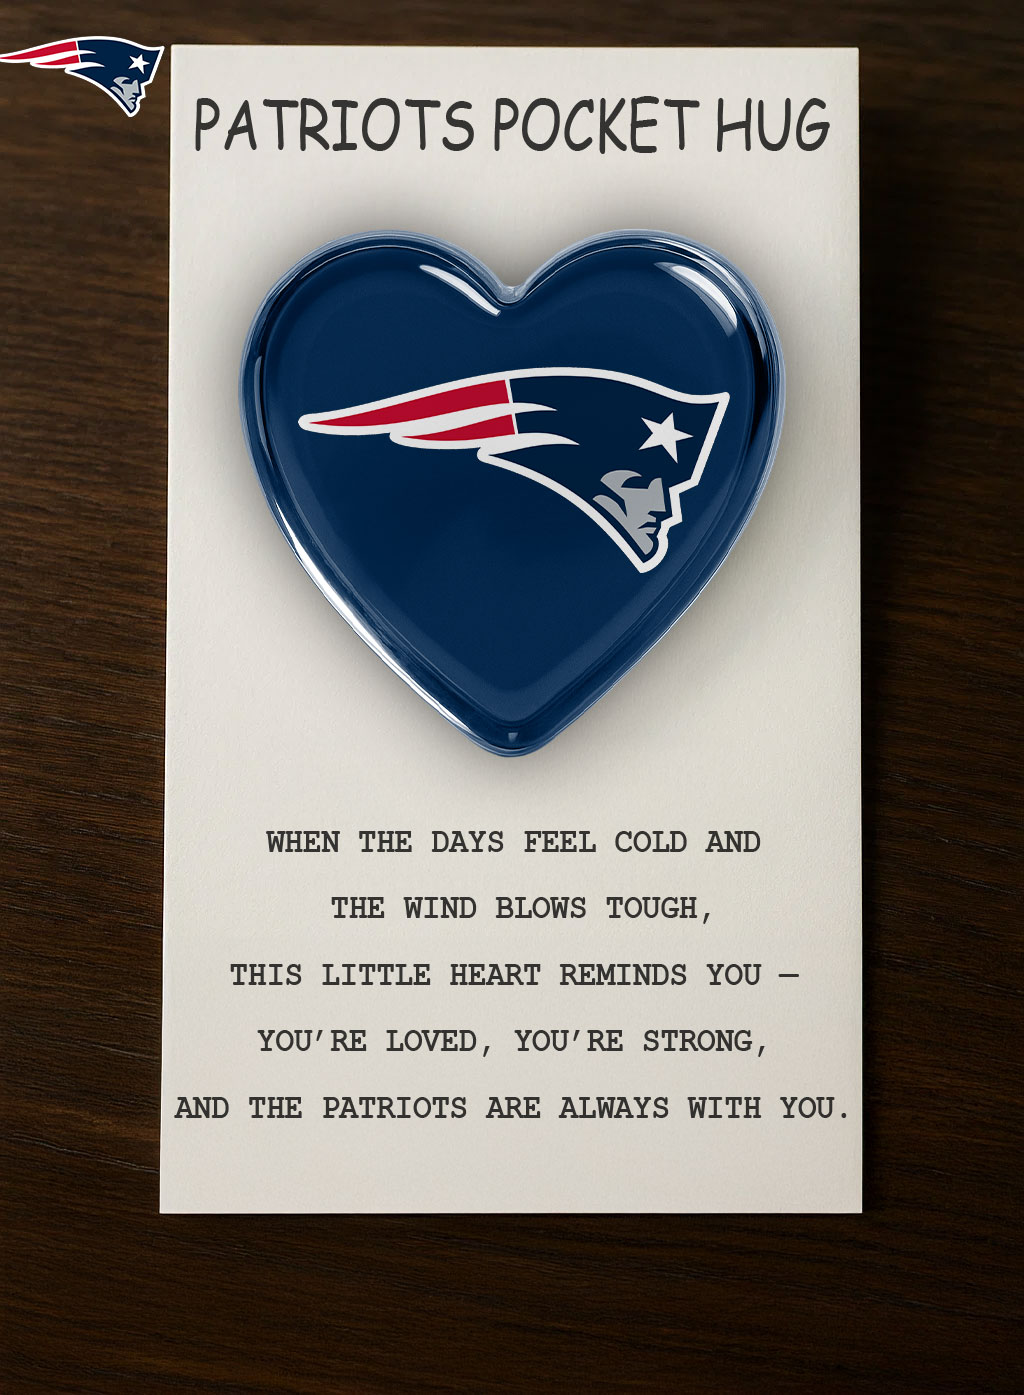 PATRIOTS POCKET HUG
WHEN THE DAYS FEEL COLD AND
THE WIND BLOWS TOUGH,
THIS LITTLE HEART REMINDS YOU —
YOU’RE LOVED, YOU’RE STRONG,
AND THE PATRIOTS ARE ALWAYS WITH YOU.